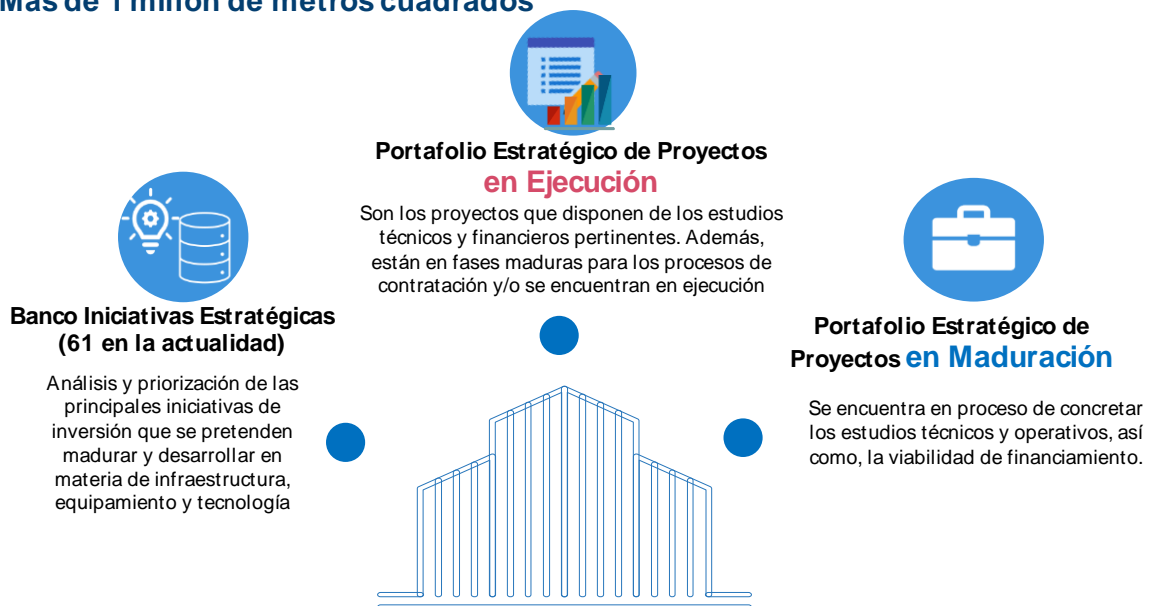 Más de 1 millón de metros cuadrados
Portafolio Estratégico de Proyectos
en Ejecución
Son los proyectos que disponen de los estudios
técnicos y financieros pertinentes. Además,
están en fases maduras para los procesos de
contratación y/o se encuentran en ejecución
Banco Iniciativas Estratégicas
(61 en la actualidad)
Análisis y priorización de las
principales iniciativas de
inversión que se pretenden
madurar y desarrollar en
materia de infraestructura,
equipamiento y tecnología
Portafolio Estratégico de
Proyectos en Maduración
Se encuentra en proceso de concretar
los estudios técnicos y operativos, así
como, la viabilidad de financiamiento.